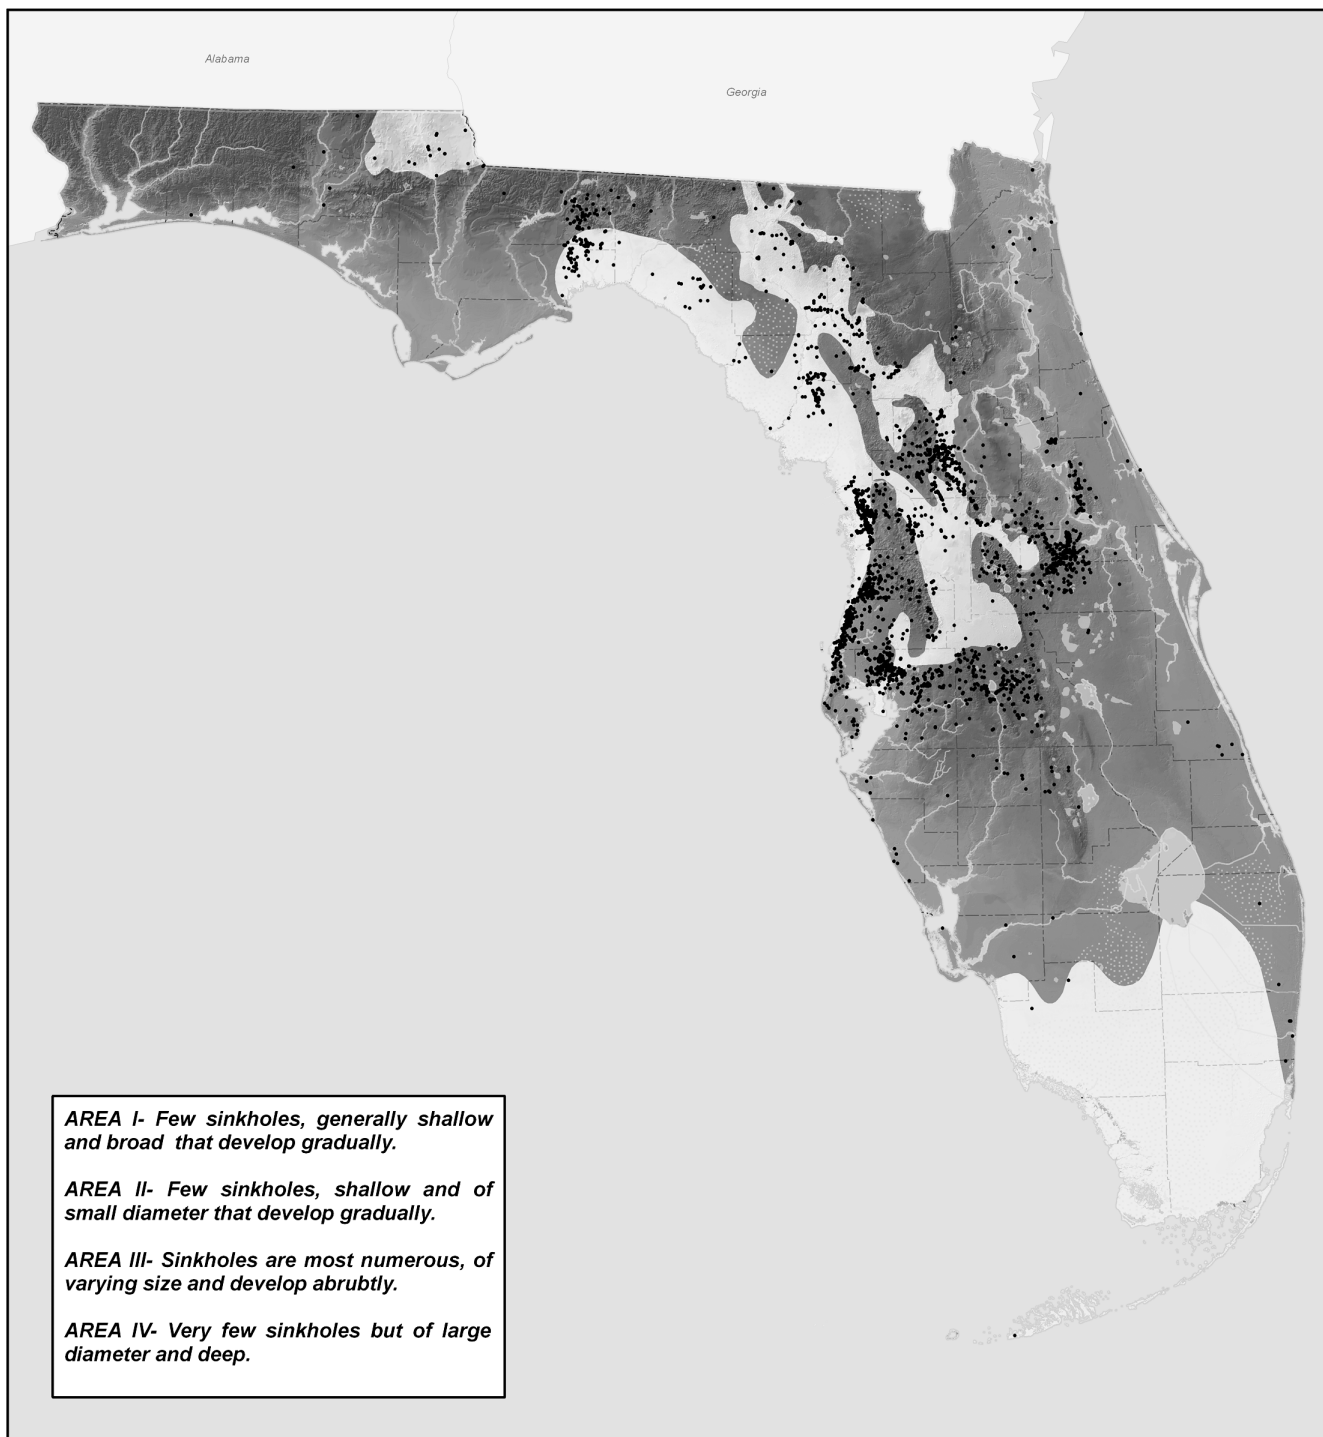 Alabama
Georgia
AREA I- Few sinkholes, generally shallow
and broad that develop gradually.
AREA II- Few sinkholes, shallow and of
small diameter that develop gradually.
AREA III- Sinkholes are most numerous, of
varying size and develop abrubtly.
AREA IV- Very few sinkholes but of large
diameter and deep.